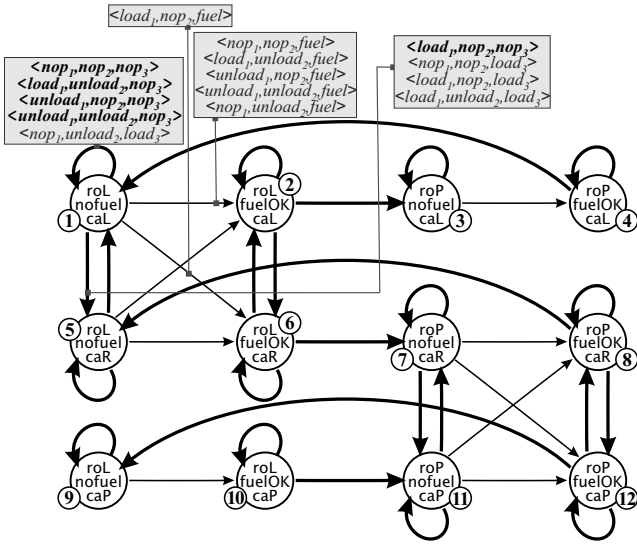 <load1,nop2,fuel>
<nop1,nop2,nop3>
<load1,unload2,nop3>
<unload1,nop2,nop3>
<unload1,unload2,nop3>
<nop1,unload2,load3>
<nop1,nop2,fuel>
<load1,unload2,fuel>
<unload1,nop2,fuel>
<unload1,unload2,fuel>
<nop1,unload2,fuel>
<load1,nop2,nop3>
<nop1,nop2,load3>
<load1,nop2,load3>
<load1,unload2,load3>
roL
nofuel
caL
1
roL
fuelOK
caL
2
roP
nofuel
caL
3
roP
fuelOK
caL
4
roL
nofuel
caR
5
roL
fuelOK
caR
6
roP
nofuel
caR
7
roP
fuelOK
caR
8
roL
nofuel
caP
9
roL
fuelOK
caP
10
roP
nofuel
caP
11
roP
fuelOK
caP
12